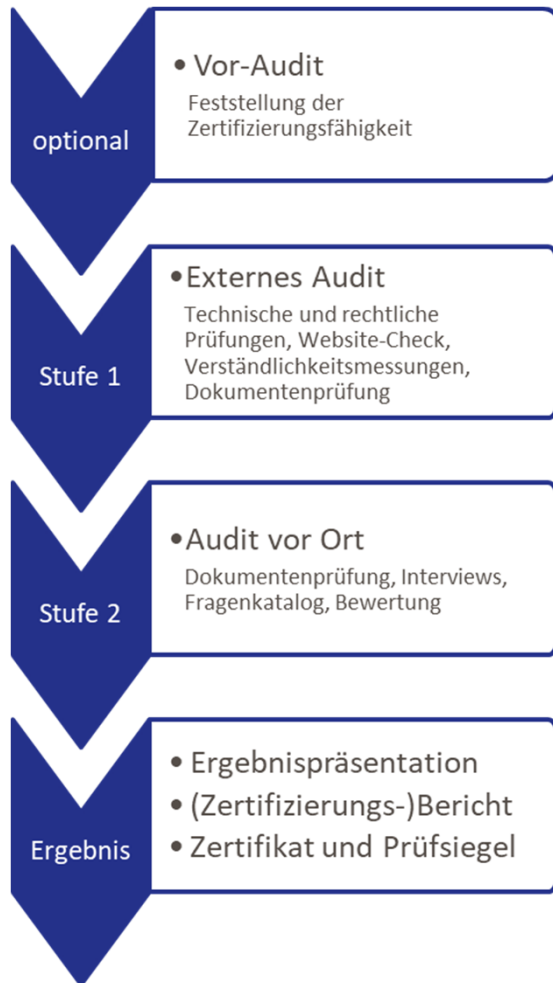 optional
• Vor-Audit
Feststellung der
Zertifizierungsfähigkeit
Stufe 1
•Externes Audit
Technische und rechtliche
Prüfungen, Website-Check,
Verständlichkeitsmessungen,
Dokumentenprüfung
Stufe 2
•Audit vor Ort
Dokumentenprüfung, Interviews,
Fragenkatalog, Bewertung
Ergebnis
• Ergebnispräsentation
• (Zertifizierungs-)Bericht
• Zertifikat und Prüfsiegel